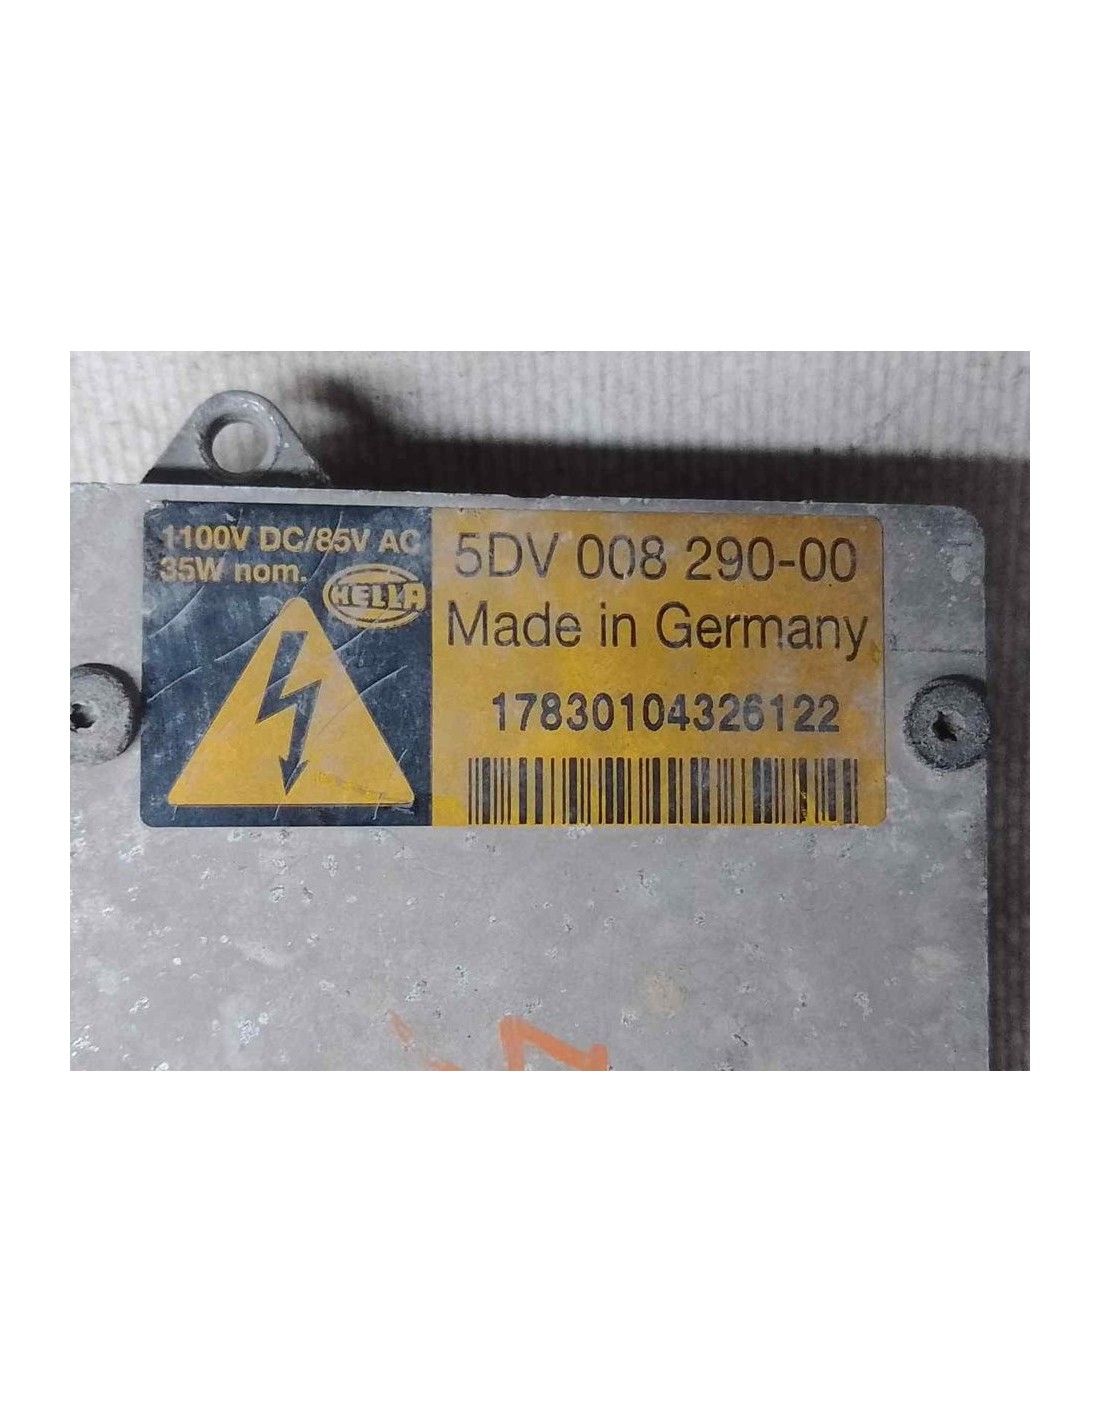 1100V DC/85V AC
35W nom.
HELLA
5DV 008 290-00
Made in Germany
17830104326122